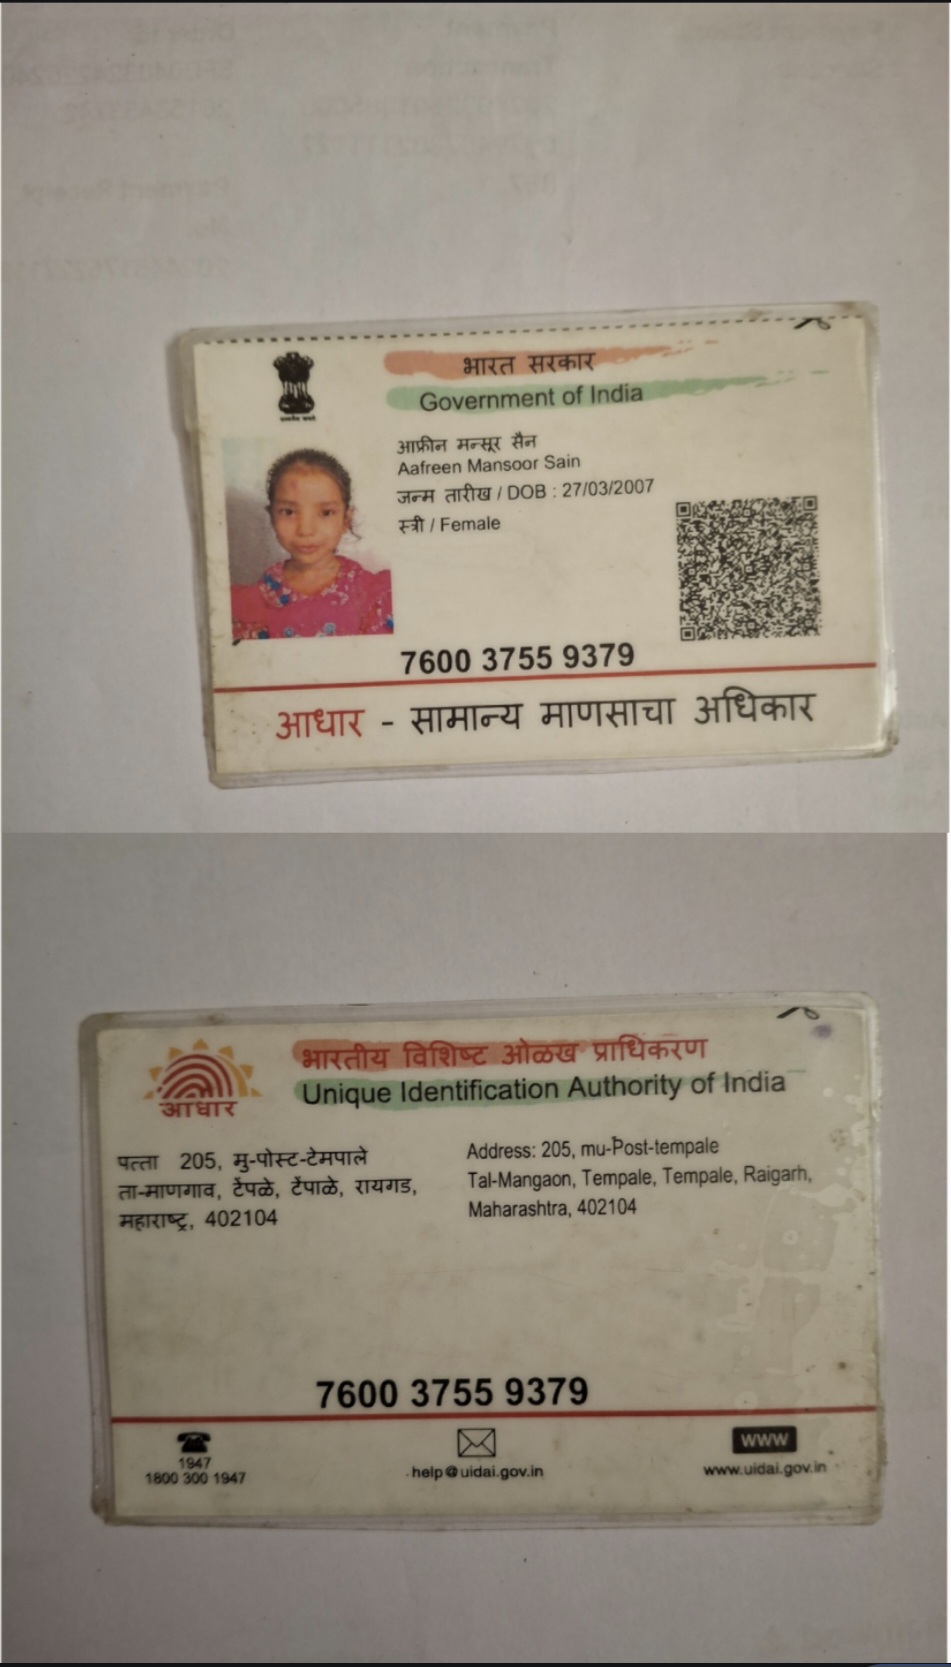 भारत सरकार
Government of India
आफ्रीन मन्सूर सैन
Aafreen Mansoor Sain
जन्म तारीख / DOB : 27/03/2007
स्त्री / Female
7600 3755 9379
आधार - सामान्य माणसाचा अधिकार
भारतीय विशिष्ट ओळख प्राधिकरण
Unique Identification Authority of India
आधार
पत्ता 205, मु-पोस्ट-टेमपाले
ता-माणगाव, टेंपळे, टेंपाळे, रायगड,
महाराष्ट्र, 402104
Address: 205, mu-Post-tempale
Tal-Mangaon, Tempale, Tempale, Raigarh,
Maharashtra, 402104
7600 3755 9379
1947
1800 300 1947
help@uidai.gov.in
WWW
www.uidai.gov.in